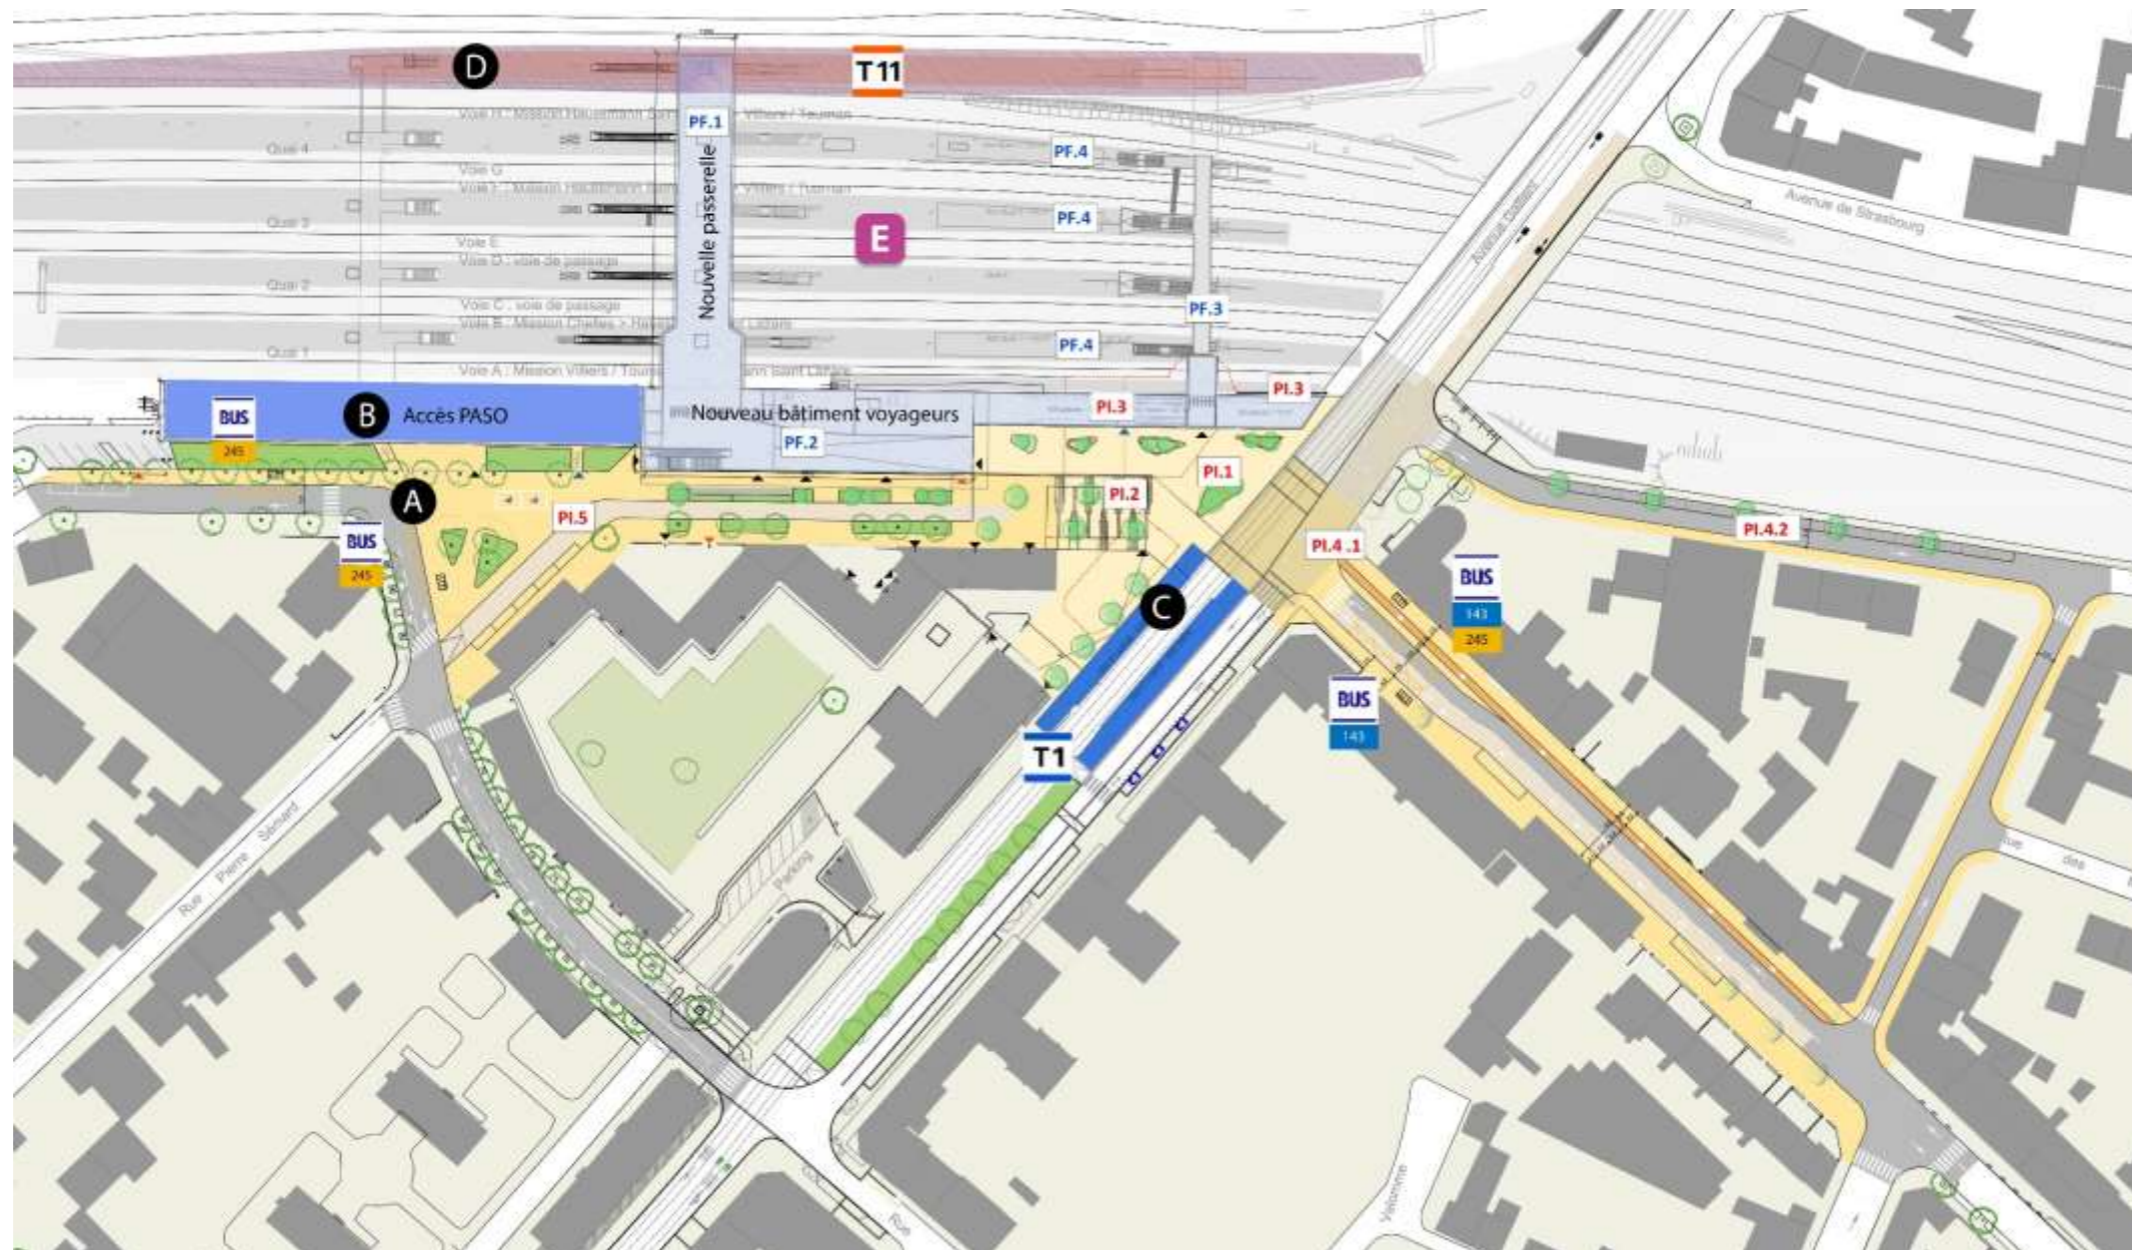 D
T 11
PF.1
Nouvelle passerelle
Quai 4
Voie G
PF.4
Quai 3
Voie E
PF.4
E
Voie D : voie de passage
Quai 2
Voie C : voie de passage
PF.3
Quai 1
PF.4
Avenue de Strasbourg
BUS
245
B
Accès PASO
Nouveau bâtiment voyageurs
PF.2
PI.3
PI.3
PI.1
PI.2
A
PI.5
BUS
245
PI.4 .1
PI.4.2
C
BUS
143
245
BUS
143
T1
Rue Pierre Sémard
Parking
Rue